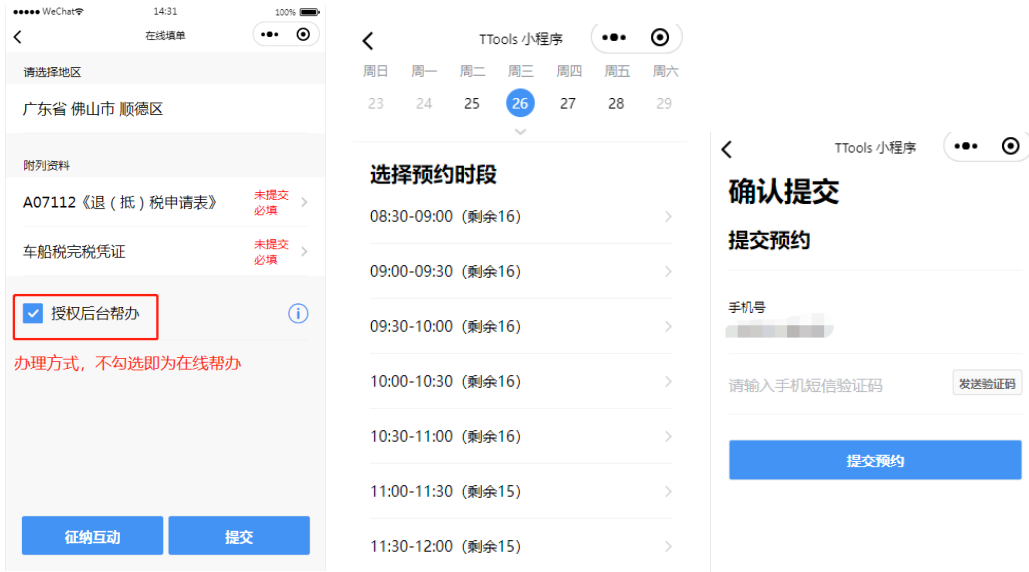 ●●●●● WeChat 14:31 100%
在线填单
请选择地区
广东省 佛山市 顺德区
附列资料
A07112《退（抵）税申请表》
未提交
必填
车船税完税凭证
未提交
必填
授权后台帮办
办理方式，不勾选即为在线帮办
征纳互动 提交
TTools 小程序
周日 周一 周二 周三 周四 周五 周六
23 24 25 26 27 28 29
选择预约时段
08:30-09:00（剩余16）
09:00-09:30（剩余16）
09:30-10:00（剩余16）
10:00-10:30（剩余16）
10:30-11:00（剩余16）
11:00-11:30（剩余15）
11:30-12:00（剩余15）
TTools 小程序
确认提交
提交预约
手机号
请输入手机短信验证码 发送验证码
提交预约